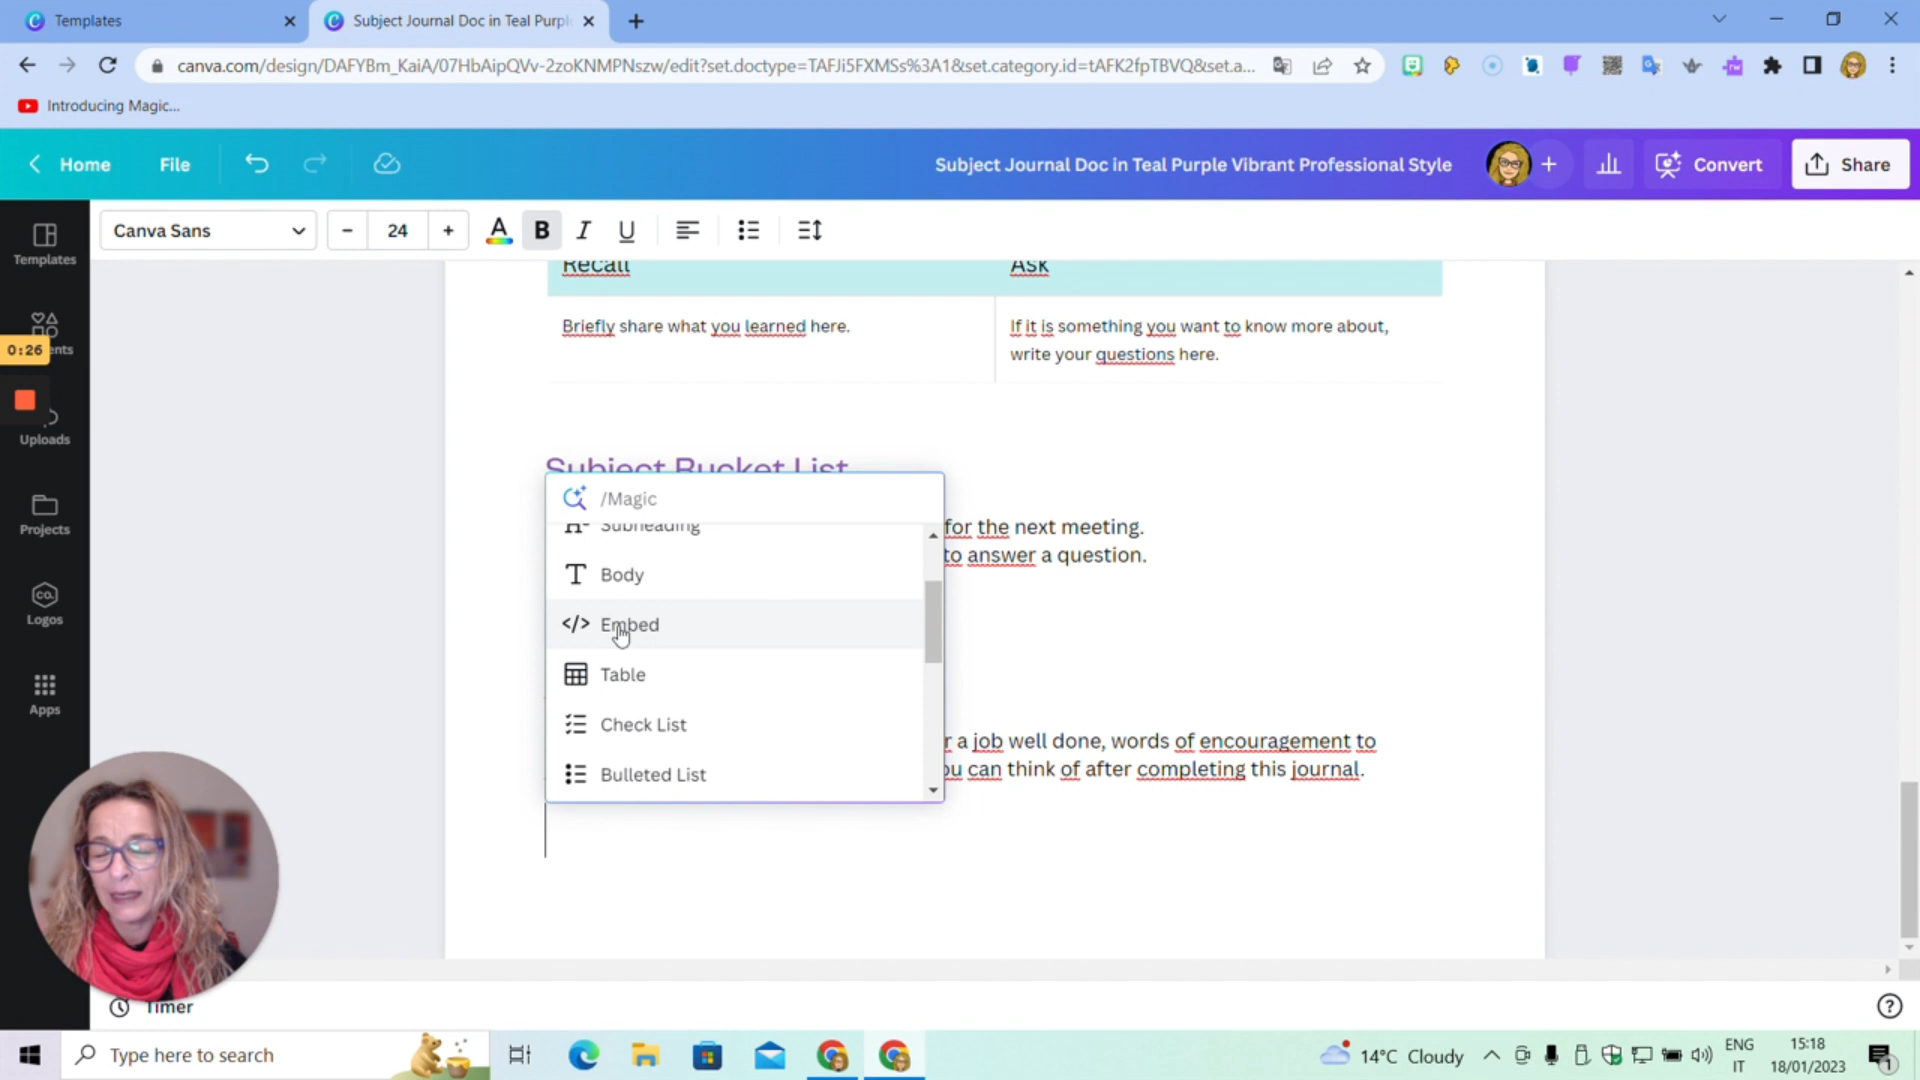 Templates
Subject Journal Doc in Teal Purpl
canva.com/design/DAFYBm_KaiA/07HbAipQVv-2zoKNMPNszw/edit?set.doctype=TAFJi5FXMSs%3A1&set.category.id=tAFK2fpTBVQ&set.a...
Introducing Magic...
Home File Subject Journal Doc in Teal Purple Vibrant Professional Style Convert Share
Canva Sans 24
Templates
0:26
Uploads
Projects
Logos
Apps
Recall Ask
Briefly share what you learned here.
If it is something you want to know more about,
write your questions here.
Subject Bucket List
/Magic
Subheading
Body
Embed
Table
Check List
Bulleted List
for the next meeting.
to answer a question.
a job well done, words of encouragement to
can think of after completing this journal.
Timer
Type here to search
14°C Cloudy
ENG
IT
15:18
18/01/2023
1